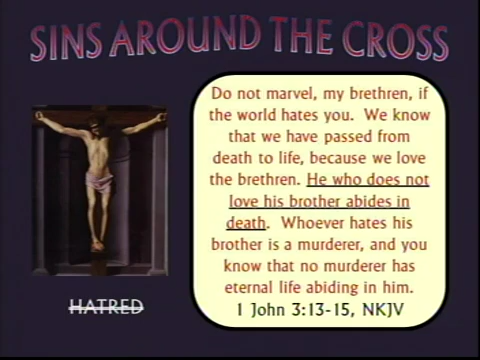 SINS AROUND THE CROSS
Do not marvel, my brethren, if
the world hates you. We know
that we have passed from
death to life, because we love
the brethren. He who does not
love his brother abides in
death. Whoever hates his
brother is a murderer, and you
know that no murderer has
eternal life abiding in him.
1 John 3:13-15, NKJV
HATRED